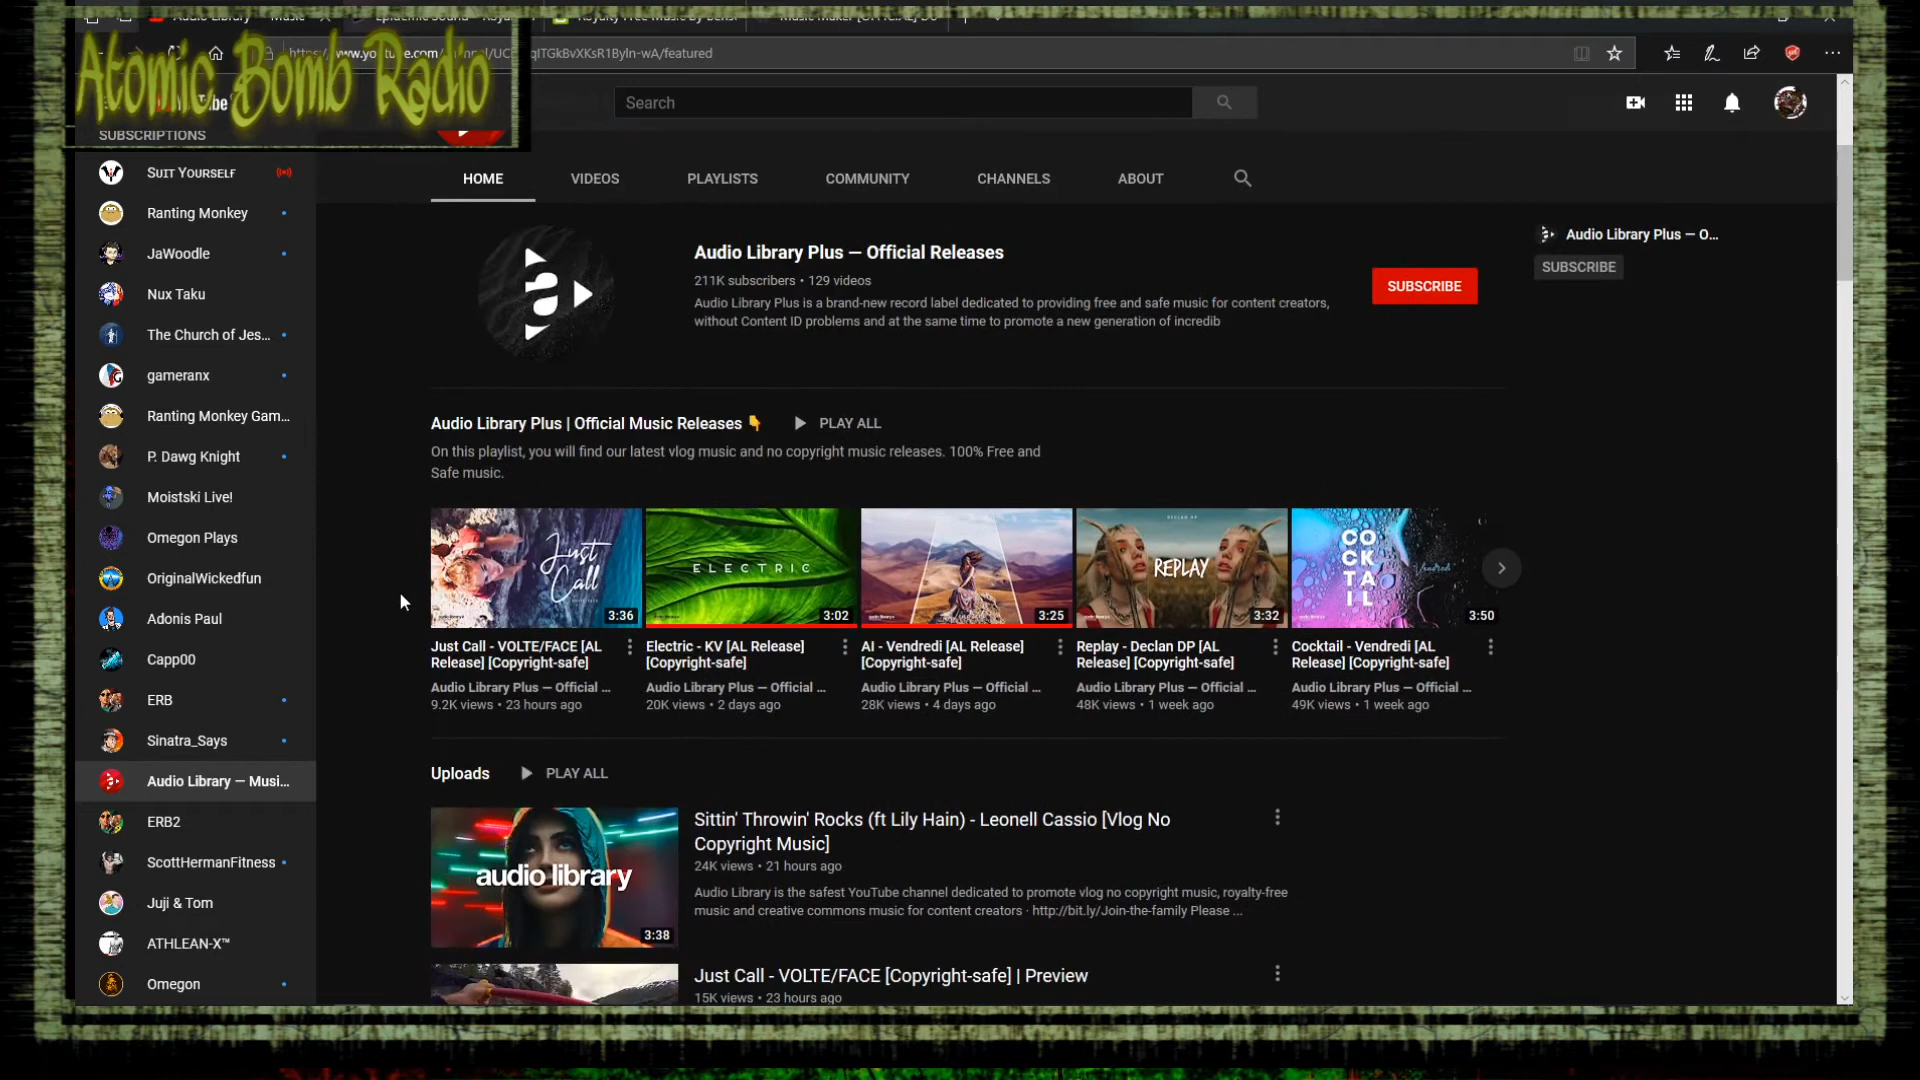 Atomic Bomb Radio
www.youtube.com
qITGkBvXKsR1Byln-wA/featured
Search
SUBSCRIPTIONS
Suit Yourself
Ranting Monkey
JaWoodle
Nux Taku
The Church of Jes...
gameranx
Ranting Monkey Gam...
P. Dawg Knight
Moistski Live!
Omegon Plays
OriginalWickedfun
Adonis Paul
Capp00
ERB
Sinatra_Says
Audio Library — Musi...
ERB2
ScottHermanFitness
Juji & Tom
ATHLEAN-X™
Omegon
HOME
VIDEOS
PLAYLISTS
COMMUNITY
CHANNELS
ABOUT
Audio Library Plus — Official Releases
211K subscribers • 129 videos
Audio Library Plus is a brand-new record label dedicated to providing free and safe music for content creators,
without Content ID problems and at the same time to promote a new generation of incredib
SUBSCRIBE
Audio Library Plus — O...
SUBSCRIBE
Audio Library Plus | Official Music Releases 👇
PLAY ALL
On this playlist, you will find our latest vlog music and no copyright music releases. 100% Free and
Safe music.
Just
Call
3:36
ELECTRIC
3:02
3:25
DECLAN DP
REPLAY
3:32
CO
CK
TA
IL
Vendredi
3:50
Just Call - VOLTE/FACE [AL
Release] [Copyright-safe]
Audio Library Plus — Official ...
9.2K views • 23 hours ago
Electric - KV [AL Release]
[Copyright-safe]
Audio Library Plus — Official ...
20K views • 2 days ago
AI - Vendredi [AL Release]
[Copyright-safe]
Audio Library Plus — Official ...
28K views • 4 days ago
Replay - Declan DP [AL
Release] [Copyright-safe]
Audio Library Plus — Official ...
48K views • 1 week ago
Cocktail - Vendredi [AL
Release] [Copyright-safe]
Audio Library Plus — Official ...
49K views • 1 week ago
Uploads
PLAY ALL
audio library
3:38
Sittin' Throwin' Rocks (ft Lily Hain) - Leonell Cassio [Vlog No
Copyright Music]
24K views • 21 hours ago
Audio Library is the safest YouTube channel dedicated to promote vlog no copyright music, royalty-free
music and creative commons music for content creators · http://bit.ly/Join-the-family Please ...
Just Call - VOLTE/FACE [Copyright-safe] | Preview
15K views • 23 hours ago